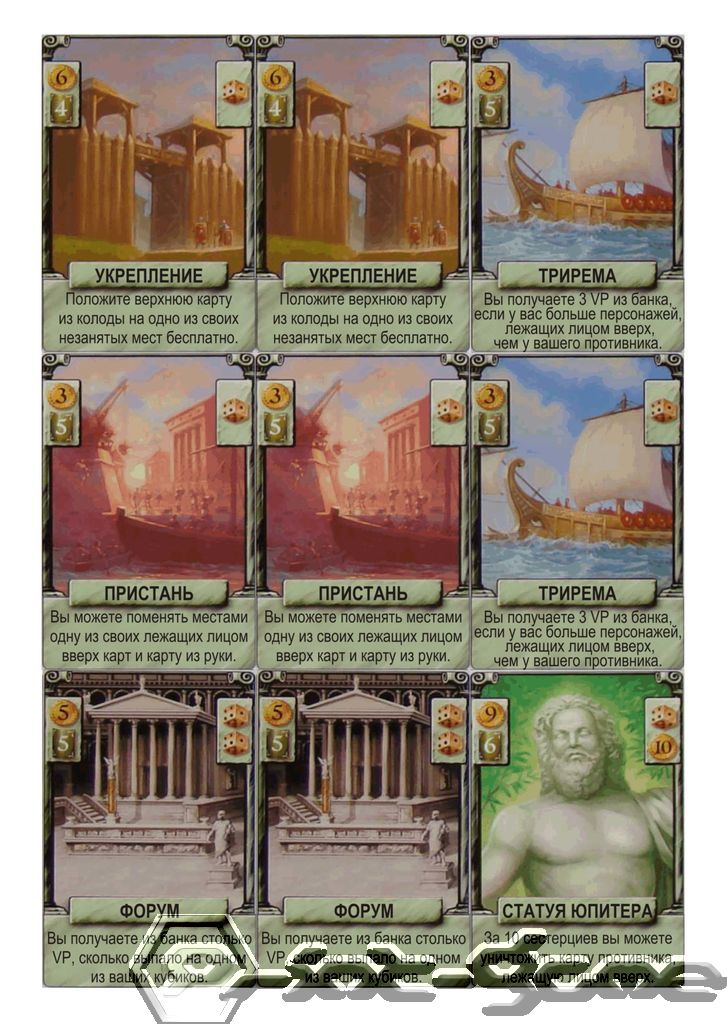 6
4
УКРЕПЛЕНИЕ
Положите верхнюю карту
из колоды на одно из своих
незанятых мест бесплатно.
6
4
УКРЕПЛЕНИЕ
Положите верхнюю карту
из колоды на одно из своих
незанятых мест бесплатно.
3
5
ТРИРЕМА
Вы получаете 3 VP из банка,
если у вас больше персонажей,
лежащих лицом вверх,
чем у вашего противника.
3
5
ПРИСТАНЬ
Вы можете поменять местами
одну из своих лежащих лицом
вверх карт и карту из руки.
3
5
ПРИСТАНЬ
Вы можете поменять местами
одну из своих лежащих лицом
вверх карт и карту из руки.
3
5
ТРИРЕМА
Вы получаете 3 VP из банка,
если у вас больше персонажей,
лежащих лицом вверх,
чем у вашего противника.
5
5
ФОРУМ
Вы получаете из банка столько
VP, сколько выпало на одном
из ваших кубиков.
5
5
ФОРУМ
Вы получаете из банка столько
VP, сколько выпало на одном
из ваших кубиков.
9
6
10
СТАТУЯ ЮПИТЕРА
За 10 сестерциев вы можете
уничтожить карту противника,
лежащую лицом вверх.